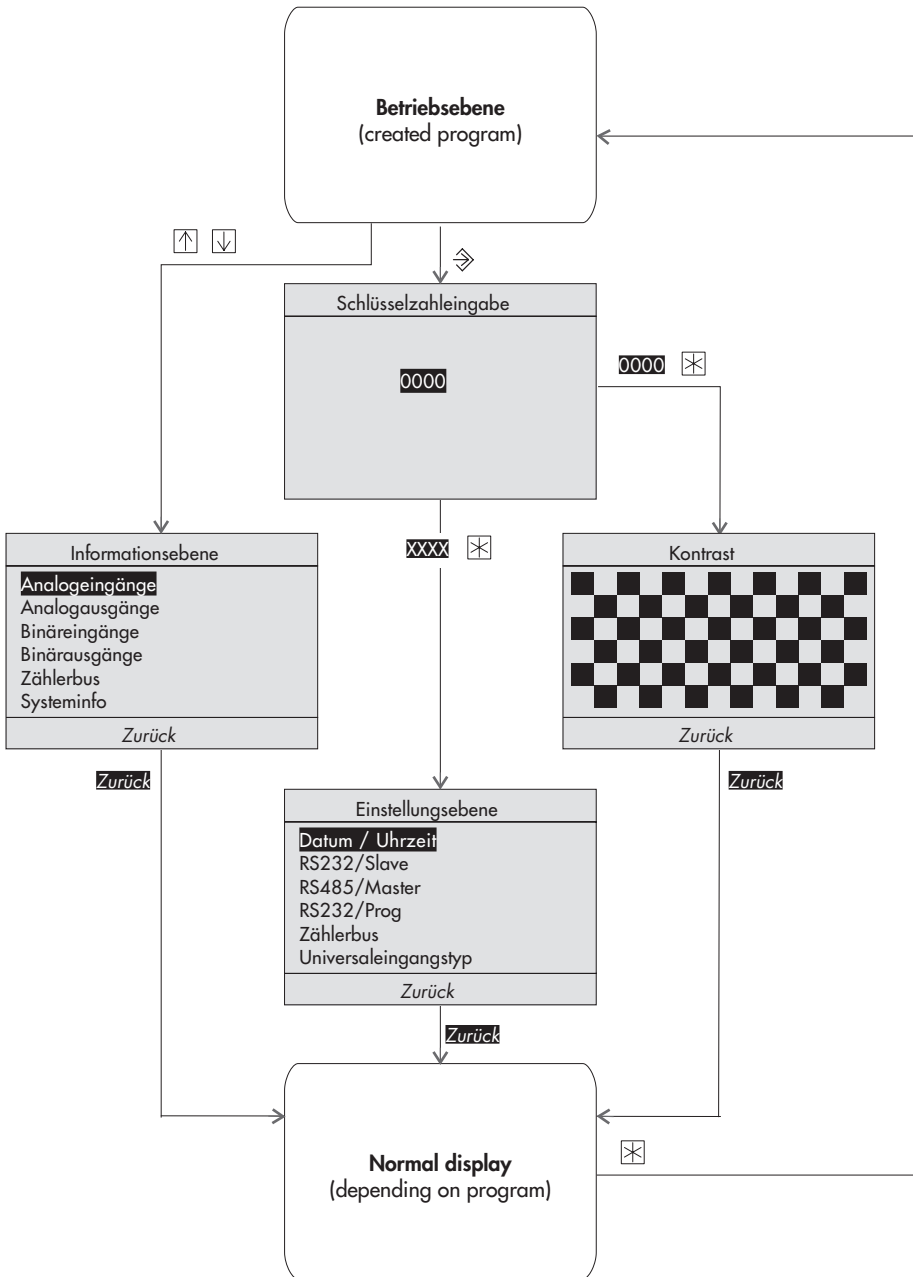 Betriebsebene
(created program)
Schlüsselzahleingabe
0000
0000
Informationsebene
Analogeingänge
Analogausgänge
Binäreingänge
Binärausgänge
Zählerbus
Systeminfo
Zurück
Zurück
XXXX
Kontrast
Zurück
Zurück
Einstellungsebene
Datum / Uhrzeit
RS232/Slave
RS485/Master
RS232/Prog
Zählerbus
Universaleingangstyp
Zurück
Zurück
Normal display
(depending on program)